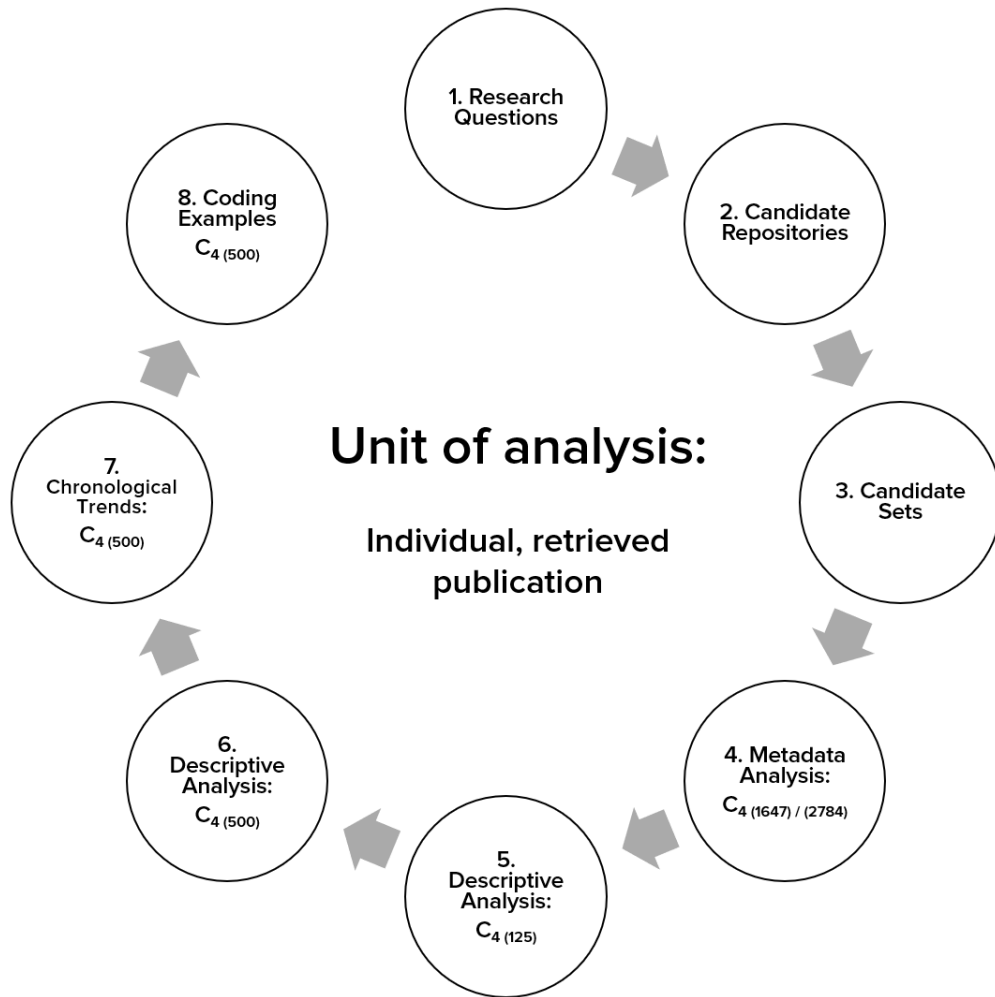 1. Research
Questions
2. Candidate
Repositories
3. Candidate
Sets
4. Metadata
Analysis:
C4 (1647) / (2784)
5.
Descriptive
Analysis:
C4 (125)
6.
Descriptive
Analysis:
C4 (500)
7.
Chronological
Trends:
C4 (500)
8. Coding
Examples
C4 (500)
Unit of analysis:
Individual, retrieved
publication